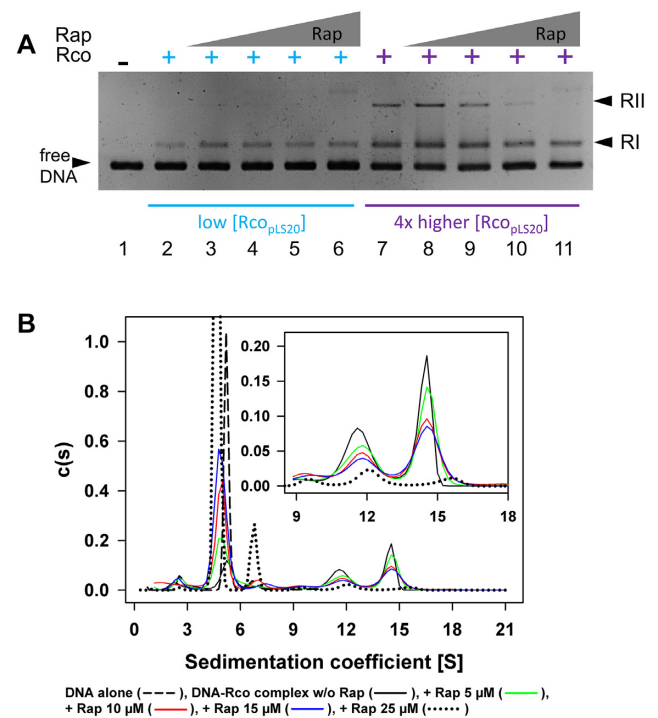 A
Rap
Rap
Rap
Rco - + + + + + + + + + +
RII
RI
free
DNA
low [RcopLS20]
4x higher [RcopLS20]
1 2 3 4 5 6 7 8 9 10 11
B
c(s)
1.0
0.8
0.6
0.4
0.2
0.0
0.20
0.15
0.10
0.05
0.00
9 12 15 18
0 3 6 9 12 15 18 21
Sedimentation coefficient [S]
DNA alone ( ), DNA-Rco complex w/o Rap ( ), + Rap 5 µM ( ),
+ Rap 10 µM ( ), + Rap 15 µM ( ), + Rap 25 µM ( )